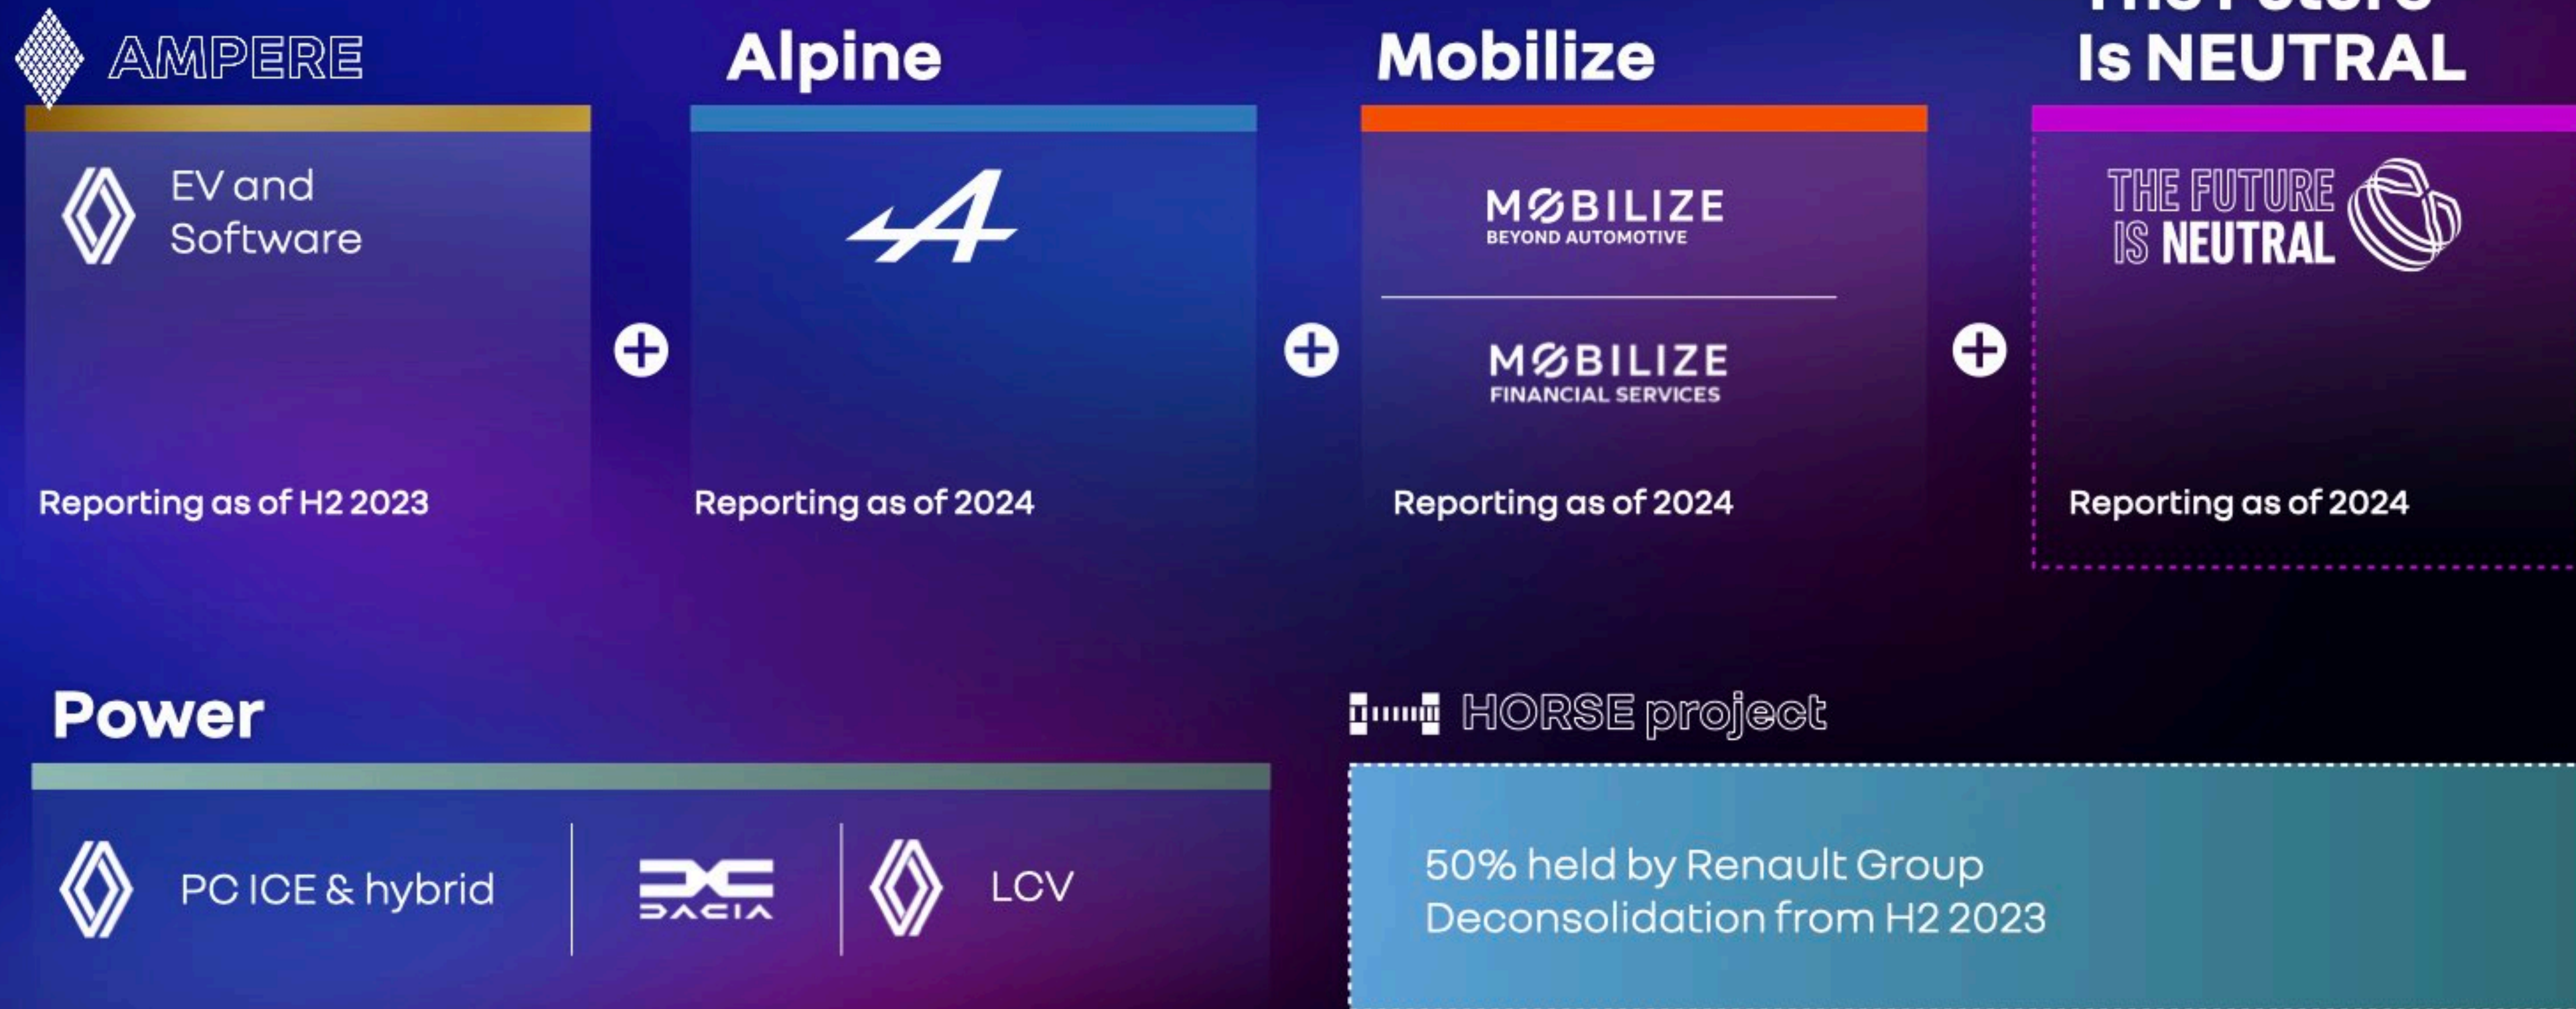 AMPERE
EV and
Software
Reporting as of H2 2023
Alpine
Reporting as of 2024
Mobilize
MOBILIZE
BEYOND AUTOMOTIVE
MOBILIZE
FINANCIAL SERVICES
Reporting as of 2024
The Future
Is NEUTRAL
THE FUTURE
IS NEUTRAL
Reporting as of 2024
Power
PC ICE & hybrid
DACIA
LCV
HORSE project
50% held by Renault Group
Deconsolidation from H2 2023